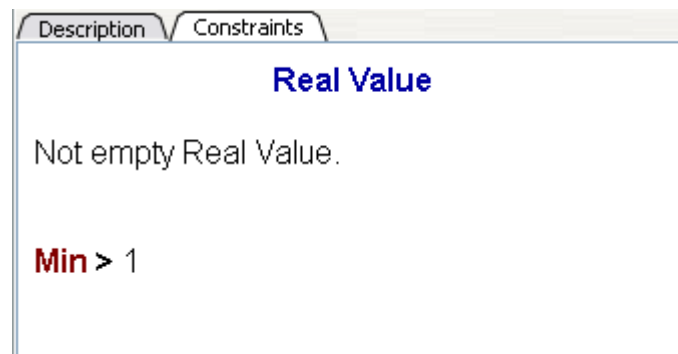 Description Constraints
Real Value
Not empty Real Value.
Min > 1